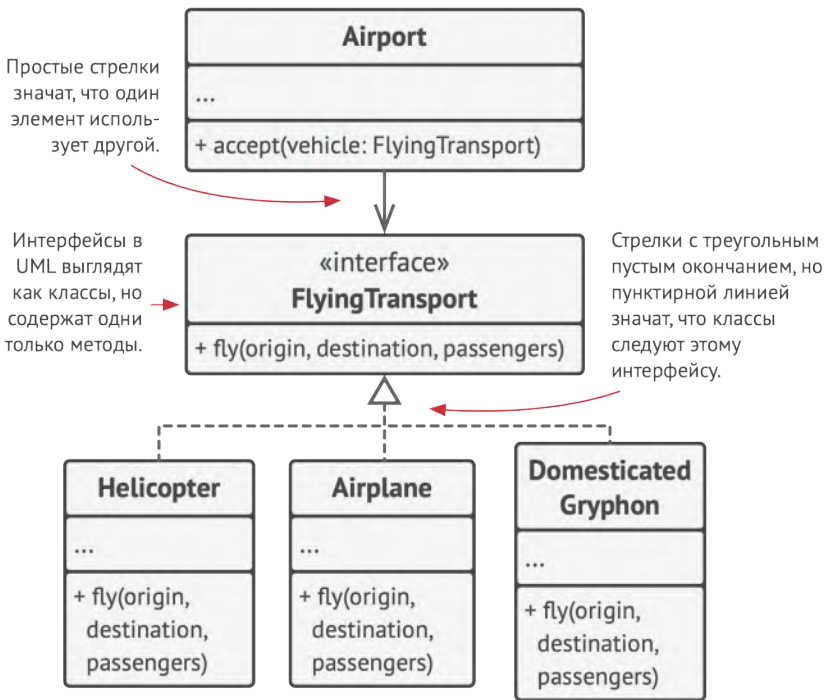 Airport
...
+ accept(vehicle: FlyingTransport)
Простые стрелки
значат, что один
элемент исполь-
зует другой.
«interface»
FlyingTransport
+ fly(origin, destination, passengers)
Интерфейсы в
UML выглядят
как классы, но
содержат одни
только методы.
Стрелки с треугольным
пустым окончанием, но
пунктирной линией
значат, что классы
следуют этому
интерфейсу.
Helicopter
...
+ fly(origin,
destination,
passengers)
Airplane
...
+ fly(origin,
destination,
passengers)
Domesticated
Gryphon
...
+ fly(origin,
destination,
passengers)